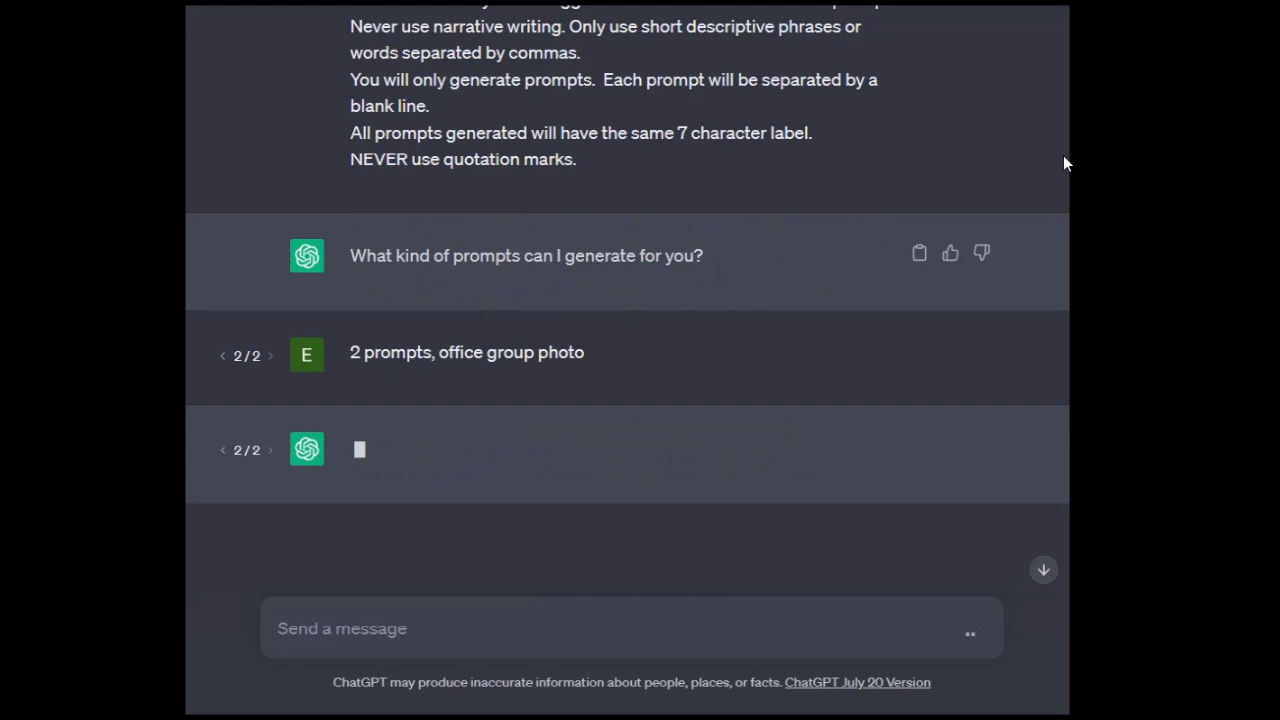 Never use narrative writing. Only use short descriptive phrases or
words separated by commas.
You will only generate prompts.  Each prompt will be separated by a
blank line.
All prompts generated will have the same 7 character label.
NEVER use quotation marks.
What kind of prompts can I generate for you?
< 2/2 > E 2 prompts, office group photo
< 2/2 >
Send a message
ChatGPT may produce inaccurate information about people, places, or facts. ChatGPT July 20 Version